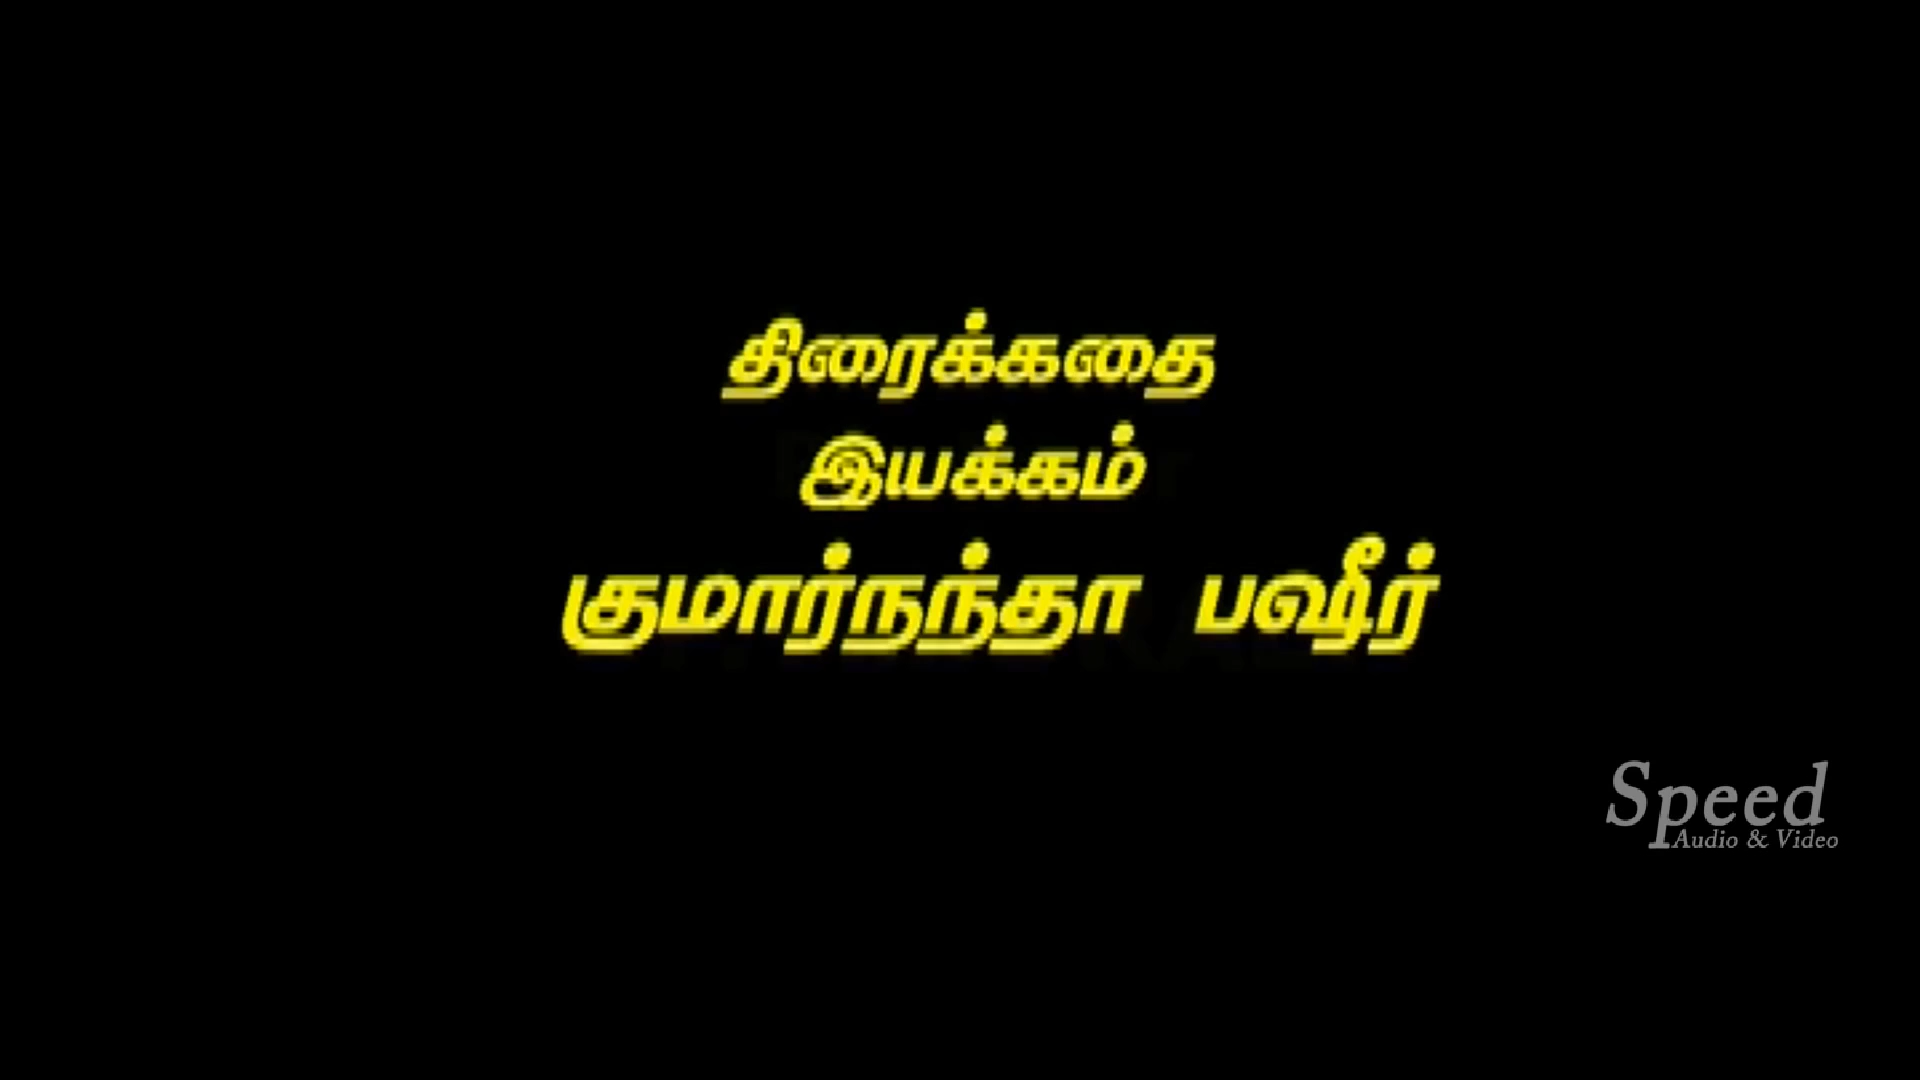 திரைக்கதை
இயக்கம்
குமார்நந்தா பஷீர்
Speed
Audio & Video